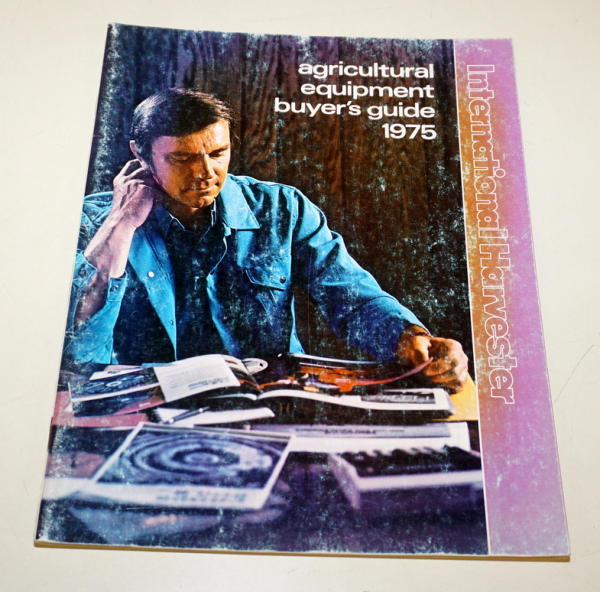 agricultural
equipment
buyer's guide
1975
International Harvester